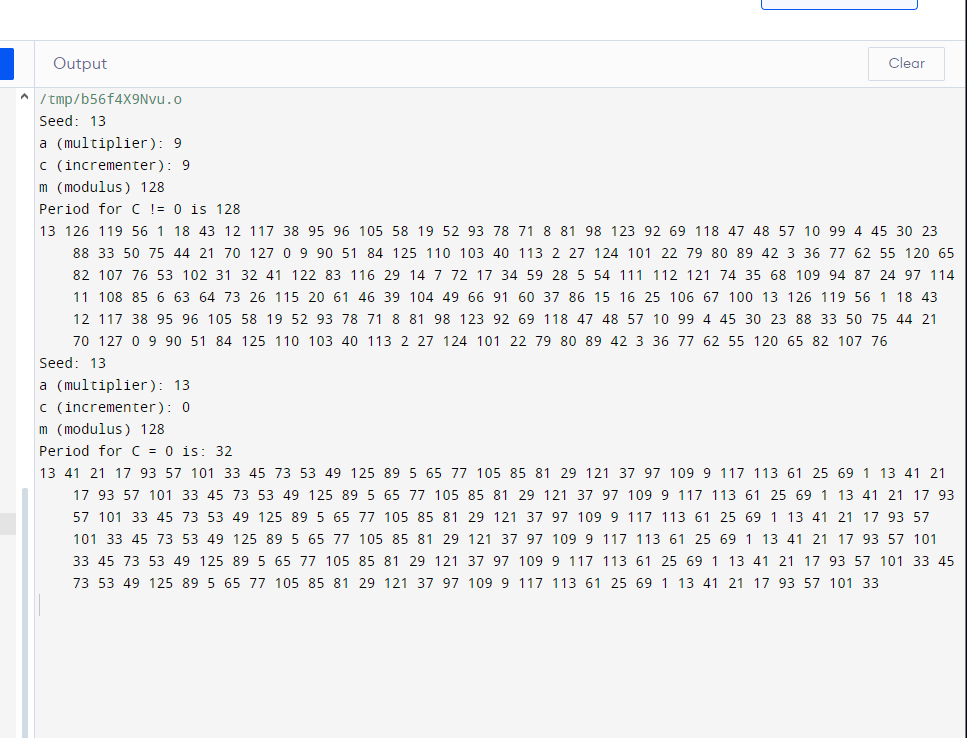 Output
Clear
/tmp/b56f4X9Nvu.o
Seed: 13
a (multiplier): 9
c (incrementer): 9
m (modulus) 128
Period for C != 0 is 128
13 126 119 56 1 18 43 12 117 38 95 96 105 58 19 52 93 78 71 8 81 98 123 92 69 118 47 48 57 10 99 4 45 30 23
88 33 50 75 44 21 70 127 0 9 90 51 84 125 110 103 40 113 2 27 124 101 22 79 80 89 42 3 36 77 62 55 120 65
82 107 76 53 102 31 32 41 122 83 116 29 14 7 72 17 34 59 28 5 54 111 112 121 74 35 68 109 94 87 24 97 114
11 108 85 6 63 64 73 26 115 20 61 46 39 104 49 66 91 60 37 86 15 16 25 106 67 100 13 126 119 56 1 18 43
12 117 38 95 96 105 58 19 52 93 78 71 8 81 98 123 92 69 118 47 48 57 10 99 4 45 30 23 88 33 50 75 44 21
70 127 0 9 90 51 84 125 110 103 40 113 2 27 124 101 22 79 80 89 42 3 36 77 62 55 120 65 82 107 76
Seed: 13
a (multiplier): 13
c (incrementer): 0
m (modulus) 128
Period for C = 0 is: 32
13 41 21 17 93 57 101 33 45 73 53 49 125 89 5 65 77 105 85 81 29 121 37 97 109 9 117 113 61 25 69 1 13 41 21
17 93 57 101 33 45 73 53 49 125 89 5 65 77 105 85 81 29 121 37 97 109 9 117 113 61 25 69 1 13 41 21 17 93
57 101 33 45 73 53 49 125 89 5 65 77 105 85 81 29 121 37 97 109 9 117 113 61 25 69 1 13 41 21 17 93 57
101 33 45 73 53 49 125 89 5 65 77 105 85 81 29 121 37 97 109 9 117 113 61 25 69 1 13 41 21 17 93 57 101
33 45 73 53 49 125 89 5 65 77 105 85 81 29 121 37 97 109 9 117 113 61 25 69 1 13 41 21 17 93 57 101 33 45
73 53 49 125 89 5 65 77 105 85 81 29 121 37 97 109 9 117 113 61 25 69 1 13 41 21 17 93 57 101 33